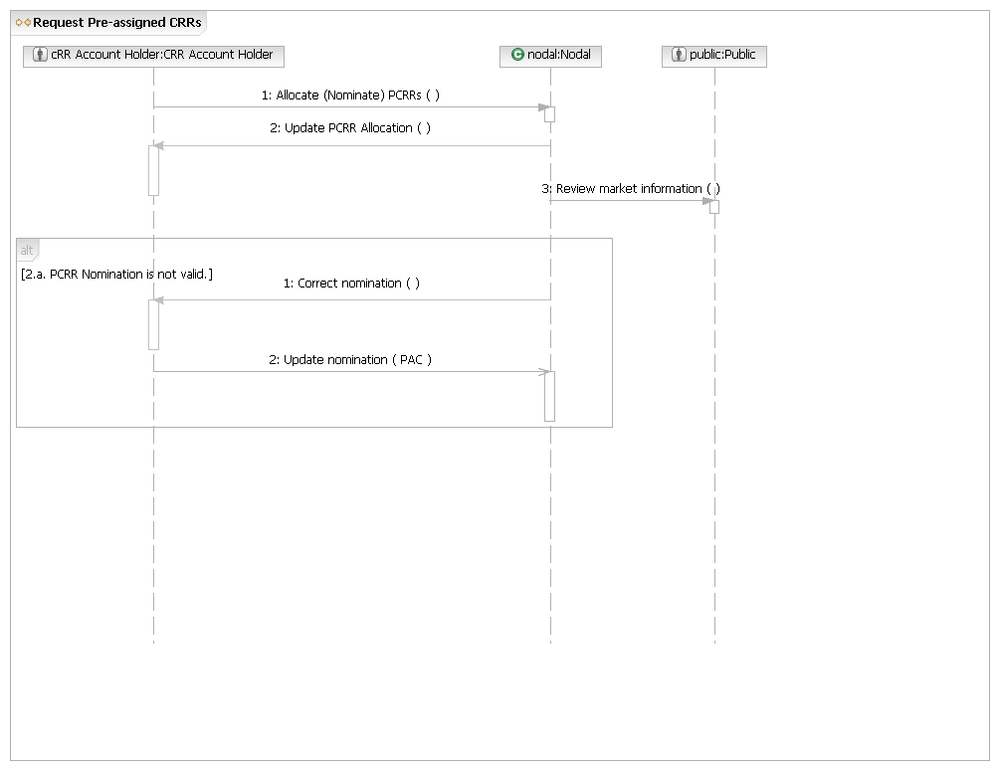 Request Pre-assigned CRRs
cRR Account Holder:CRR Account Holder
C nodal:Nodal
public:Public
1: Allocate (Nominate) PCRRs ( )
2: Update PCRR Allocation ( )
3: Review market information ( )
alt
[2.a. PCRR Nomination is not valid.]
1: Correct nomination ( )
2: Update nomination ( PAC )